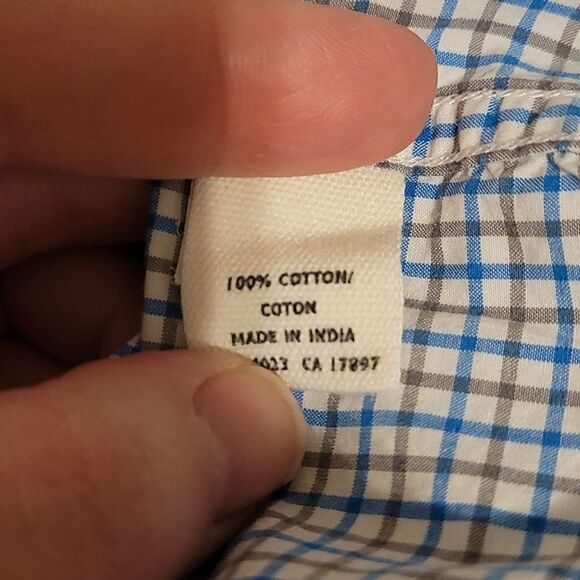 100% COTTON/
COTON
MADE IN INDIA
CA 17897